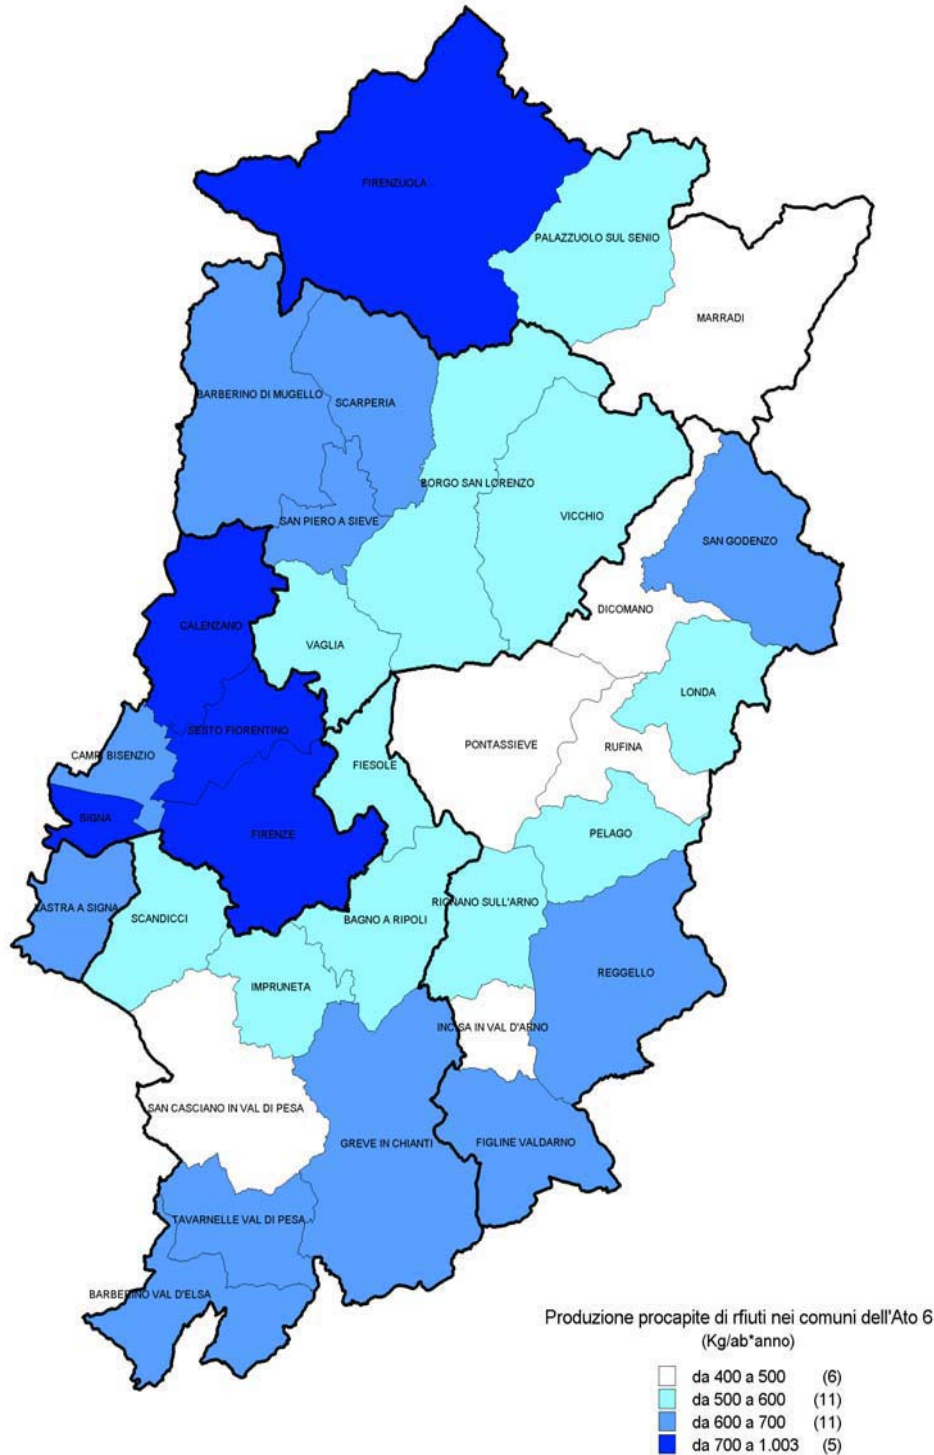 FIRENZUOLA
PALAZZUOLO SUL SENIO
MARRADI
BARBERINO DI MUGELLO
SCARPERIA
BORGO SAN LORENZO
VICCHIO
SAN PIERO A SIEVE
SAN GODENZO
DICOMANO
CALENZANO
VAGLIA
LONDA
SESTO FIORENTINO
PONTASSIEVE
RUFINA
CAMPI BISENZIO
FIESOLE
SIGNA
FIRENZE
PELAGO
LASTRA A SIGNA
SCANDICCI
BAGNO A RIPOLI
RIGNANO SULL'ARNO
REGGELLO
IMPRUNETA
INCISA IN VAL D'ARNO
SAN CASCIANO IN VAL DI PESA
GREVE IN CHIANTI
FIGLINE VALDARNO
TAVARNELLE VAL DI PESA
BARBERINO VAL D'ELSA
Produzione procapite di rfiuti nei comuni dell'Ato 6
(Kg/ab*anno)
da 400 a 500 (6)
da 500 a 600 (11)
da 600 a 700 (11)
da 700 a 1.003 (5)